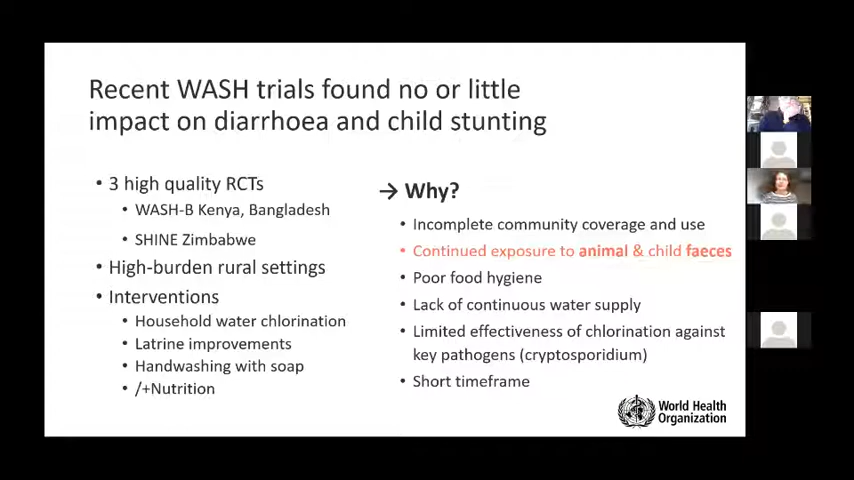 Recent WASH trials found no or little
impact on diarrhoea and child stunting
• 3 high quality RCTs
• WASH-B Kenya, Bangladesh
• SHINE Zimbabwe
• High-burden rural settings
• Interventions
• Household water chlorination
• Latrine improvements
• Handwashing with soap
• /+Nutrition
→ Why?
• Incomplete community coverage and use
• Continued exposure to animal & child faeces
• Poor food hygiene
• Lack of continuous water supply
• Limited effectiveness of chlorination against
key pathogens (cryptosporidium)
• Short timeframe
World Health
Organization